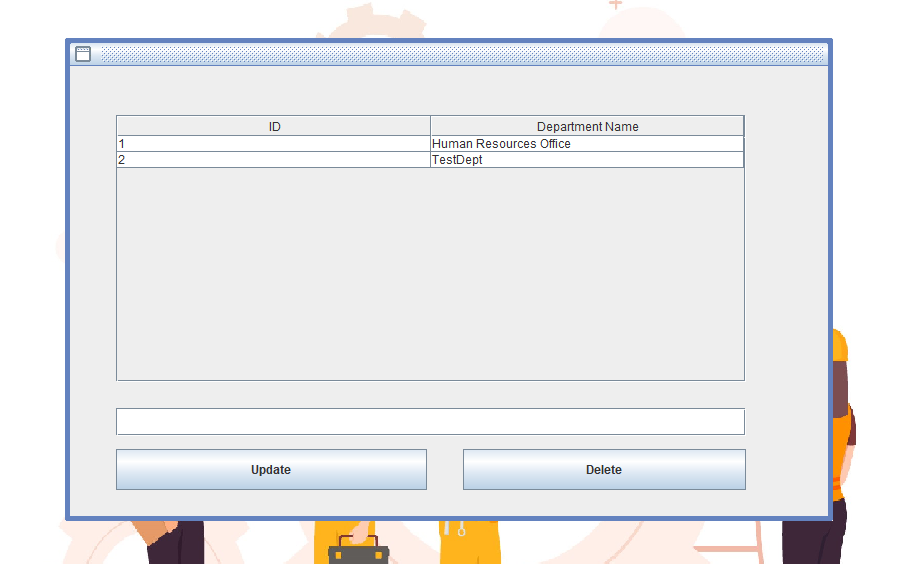 ID Department Name
1 Human Resources Office
2 TestDept
Update Delete